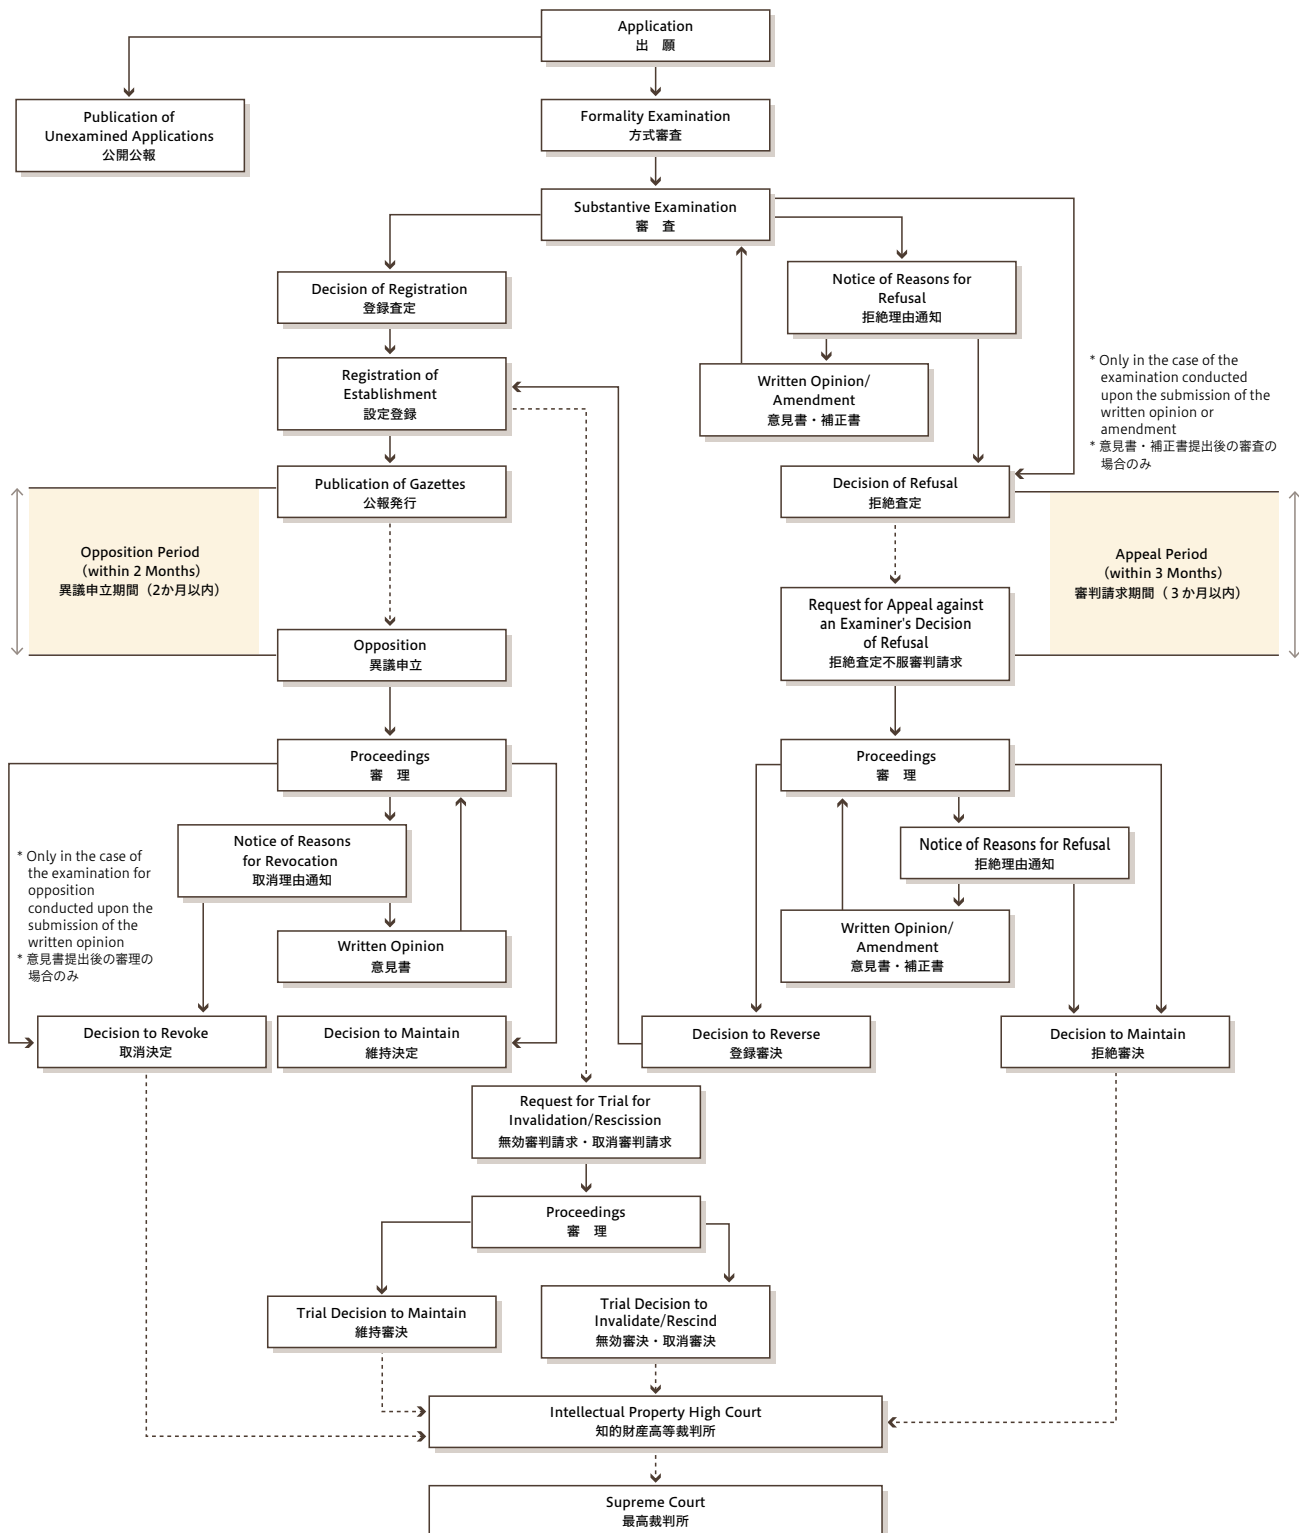 Application
出　願
Publication of
Unexamined Applications
公開公報
Formality Examination
方式審査
Substantive Examination
審　査
Decision of Registration
登録査定
Notice of Reasons for
Refusal
拒絶理由通知
Registration of
Establishment
設定登録
Written Opinion/
Amendment
意見書・補正書
* Only in the case of the
examination conducted
upon the submission of the
written opinion or
amendment
* 意見書・補正書提出後の審査の
場合のみ
Publication of Gazettes
公報発行
Decision of Refusal
拒絶査定
Opposition Period
（within 2 Months）
異議申立期間（2か月以内）
Appeal Period
（within 3 Months）
審判請求期間（３か月以内）
Request for Appeal against
an Examiner's Decision
of Refusal
拒絶査定不服審判請求
Opposition
異議申立
Proceedings
審　理
Proceedings
審　理
Notice of Reasons
for Revocation
取消理由通知
Notice of Reasons for Refusal
拒絶理由通知
* Only in the case of
the examination for
opposition
conducted upon the
submission of the
written opinion
* 意見書提出後の審理の
場合のみ
Written Opinion
意見書
Written Opinion/
Amendment
意見書・補正書
Decision to Revoke
取消決定
Decision to Maintain
維持決定
Decision to Reverse
登録審決
Decision to Maintain
拒絶審決
Request for Trial for
Invalidation/Rescission
無効審判請求・取消審判請求
Proceedings
審　理
Trial Decision to Maintain
維持審決
Trial Decision to
Invalidate/Rescind
無効審決・取消審決
Intellectual Property High Court
知的財産高等裁判所
Supreme Court
最高裁判所